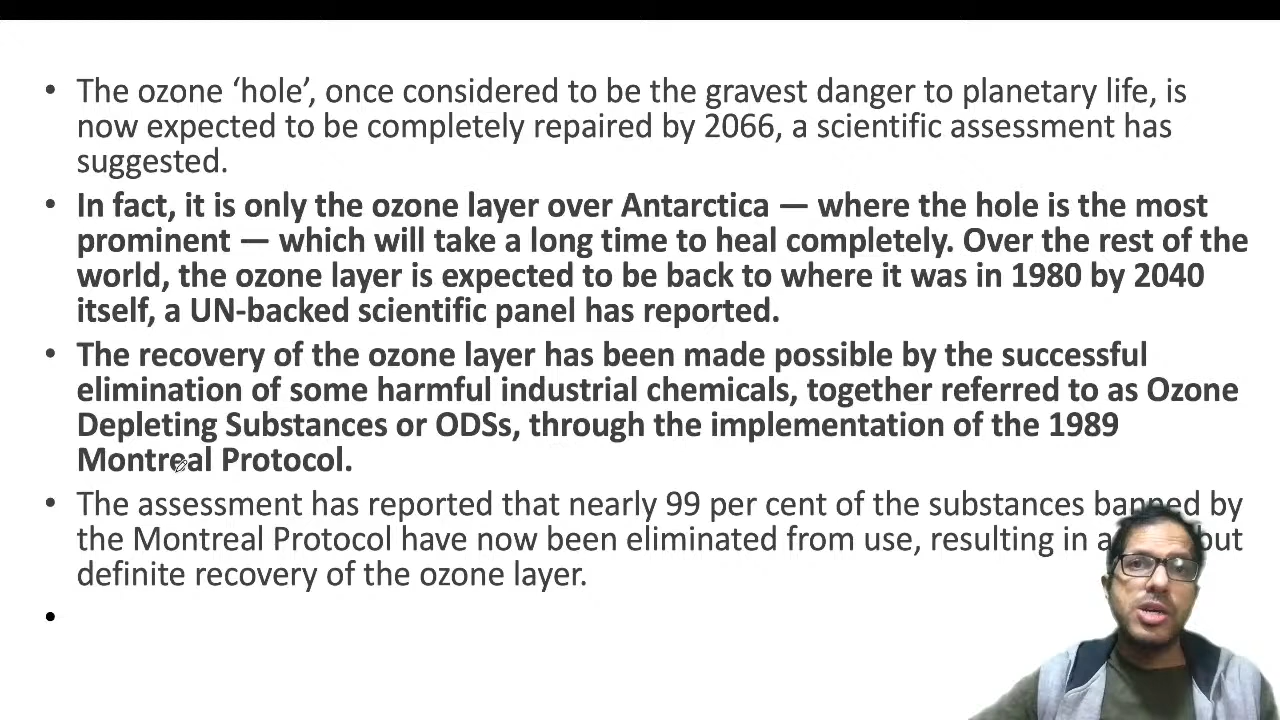 • The ozone ‘hole’, once considered to be the gravest danger to planetary life, is
now expected to be completely repaired by 2066, a scientific assessment has
suggested.
• In fact, it is only the ozone layer over Antarctica — where the hole is the most
prominent — which will take a long time to heal completely. Over the rest of the
world, the ozone layer is expected to be back to where it was in 1980 by 2040
itself, a UN-backed scientific panel has reported.
• The recovery of the ozone layer has been made possible by the successful
elimination of some harmful industrial chemicals, together referred to as Ozone
Depleting Substances or ODSs, through the implementation of the 1989
Montreal Protocol.
• The assessment has reported that nearly 99 per cent of the substances banned by
the Montreal Protocol have now been eliminated from use, resulting in a but
definite recovery of the ozone layer.
•